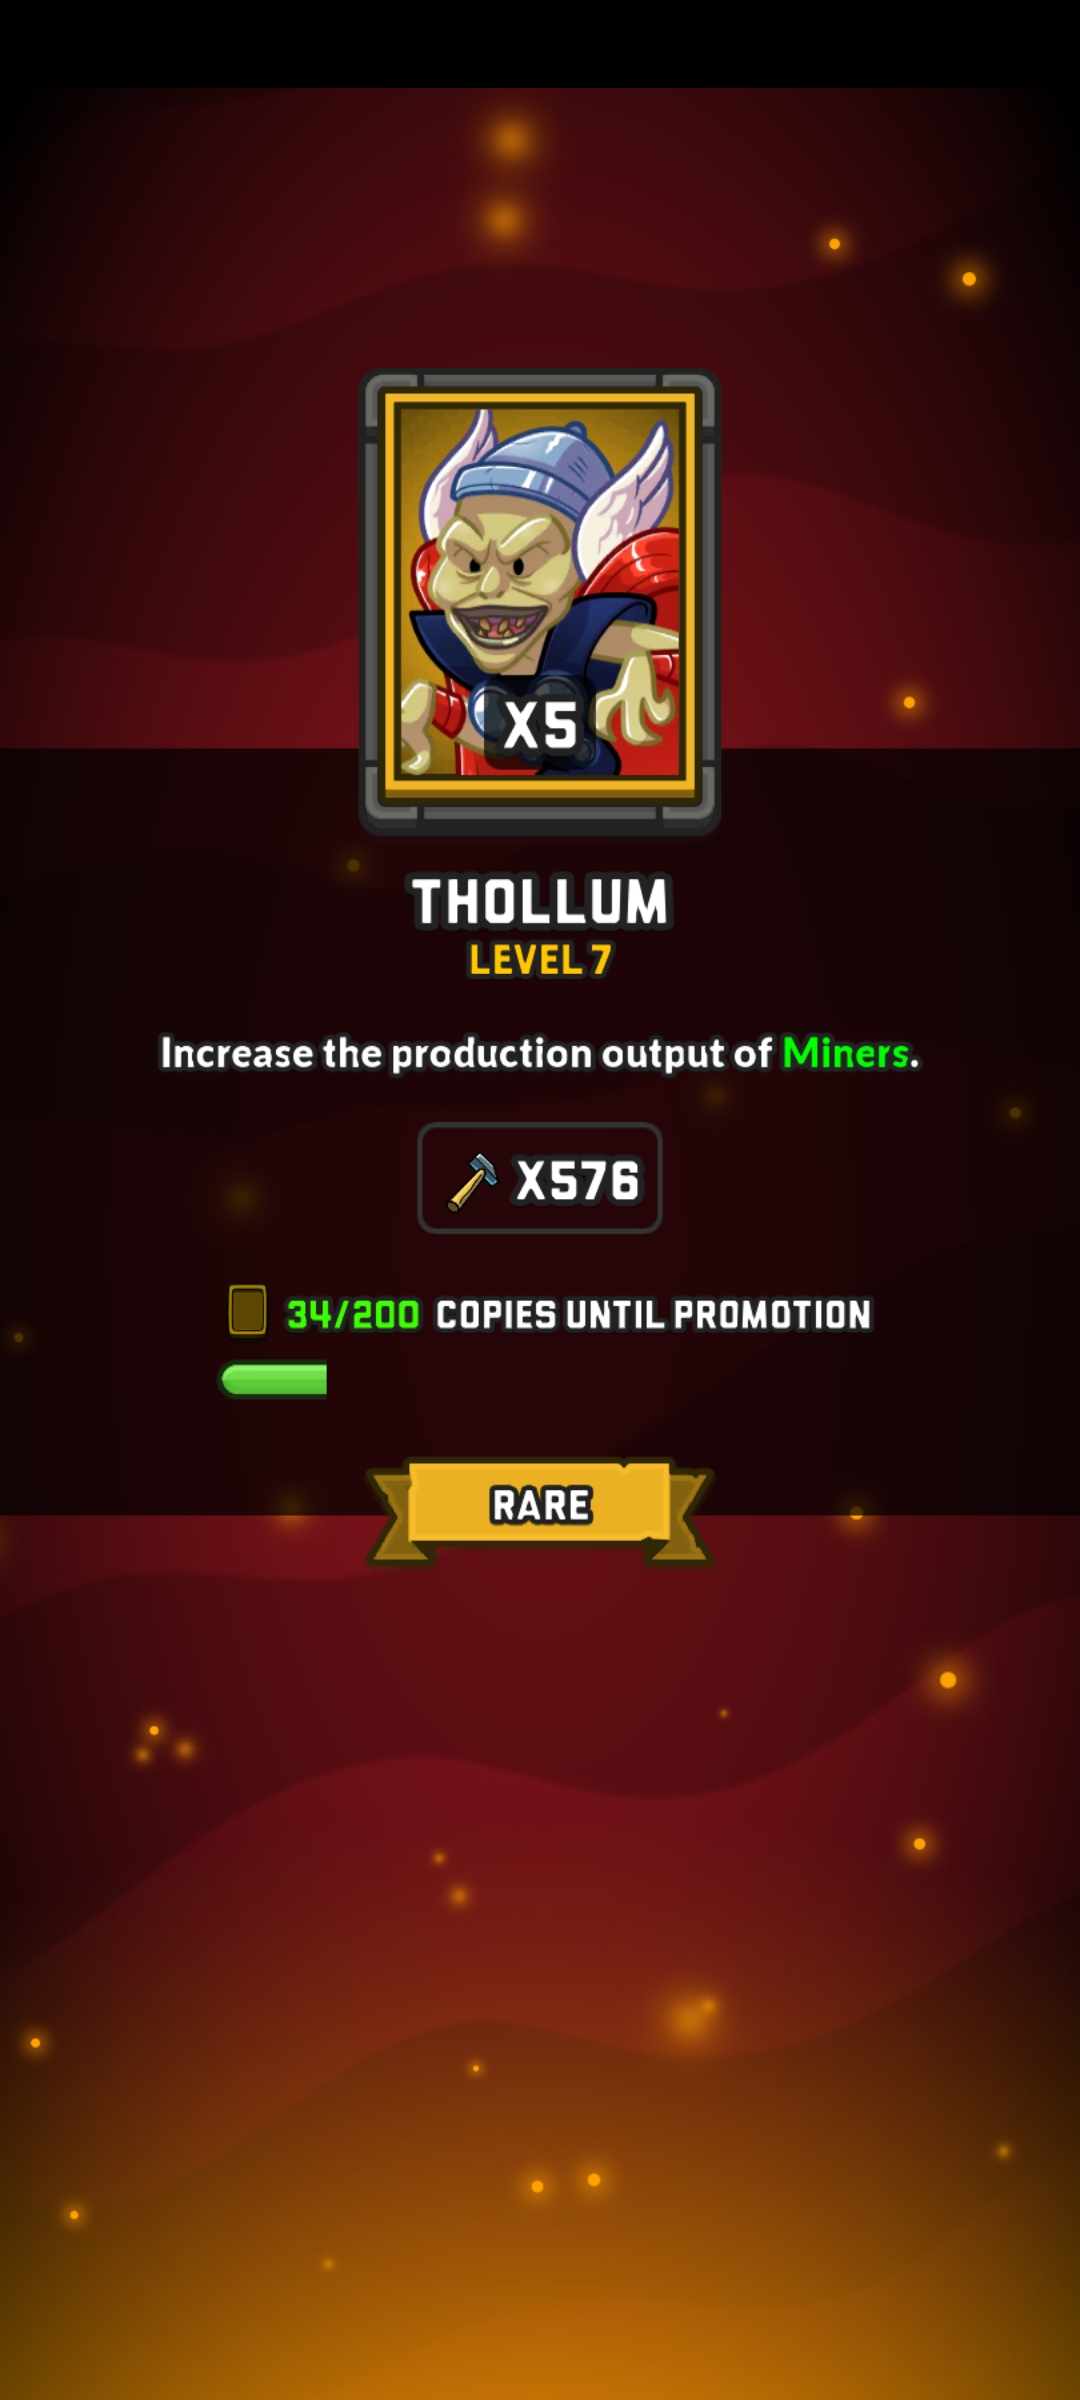 X5
THOLLUM
LEVEL 7
Increase the production output of Miners.
X576
34/200 COPIES UNTIL PROMOTION
RARE